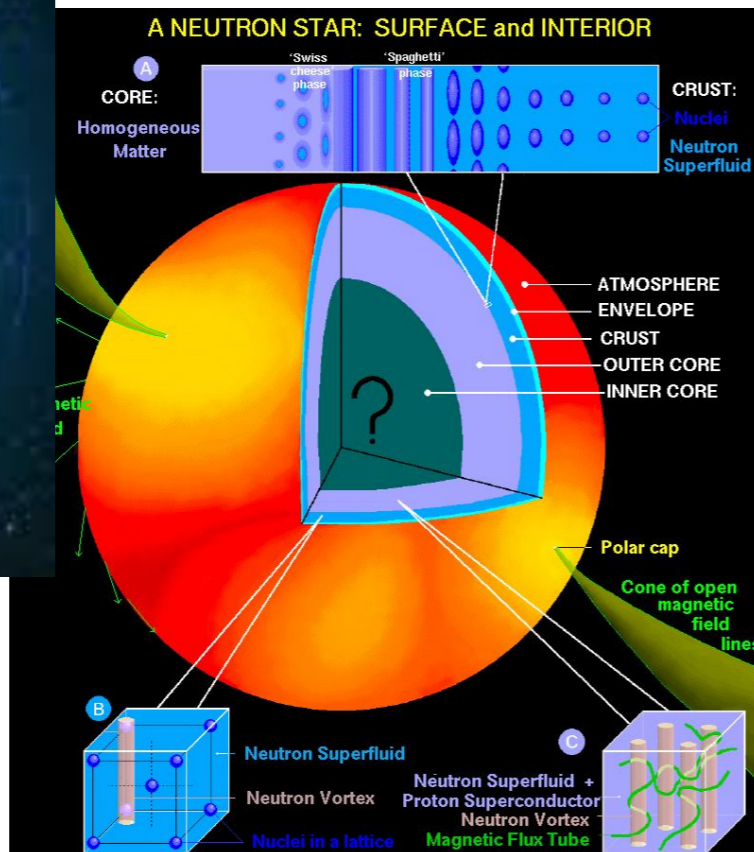 A NEUTRON STAR: SURFACE and INTERIOR
'Swiss
cheese'
phase
'Spaghetti'
phase
A
CORE:
Homogeneous
Matter
CRUST:
Nuclei
Neutron
Superfluid
ATMOSPHERE
ENVELOPE
CRUST
OUTER CORE
INNER CORE
?
Polar cap
Cone of open
magnetic
field
lines
B
Neutron Superfluid
Neutron Vortex
Nuclei in a lattice
C
Neutron Superfluid +
Proton Superconductor
Neutron Vortex
Magnetic Flux Tube